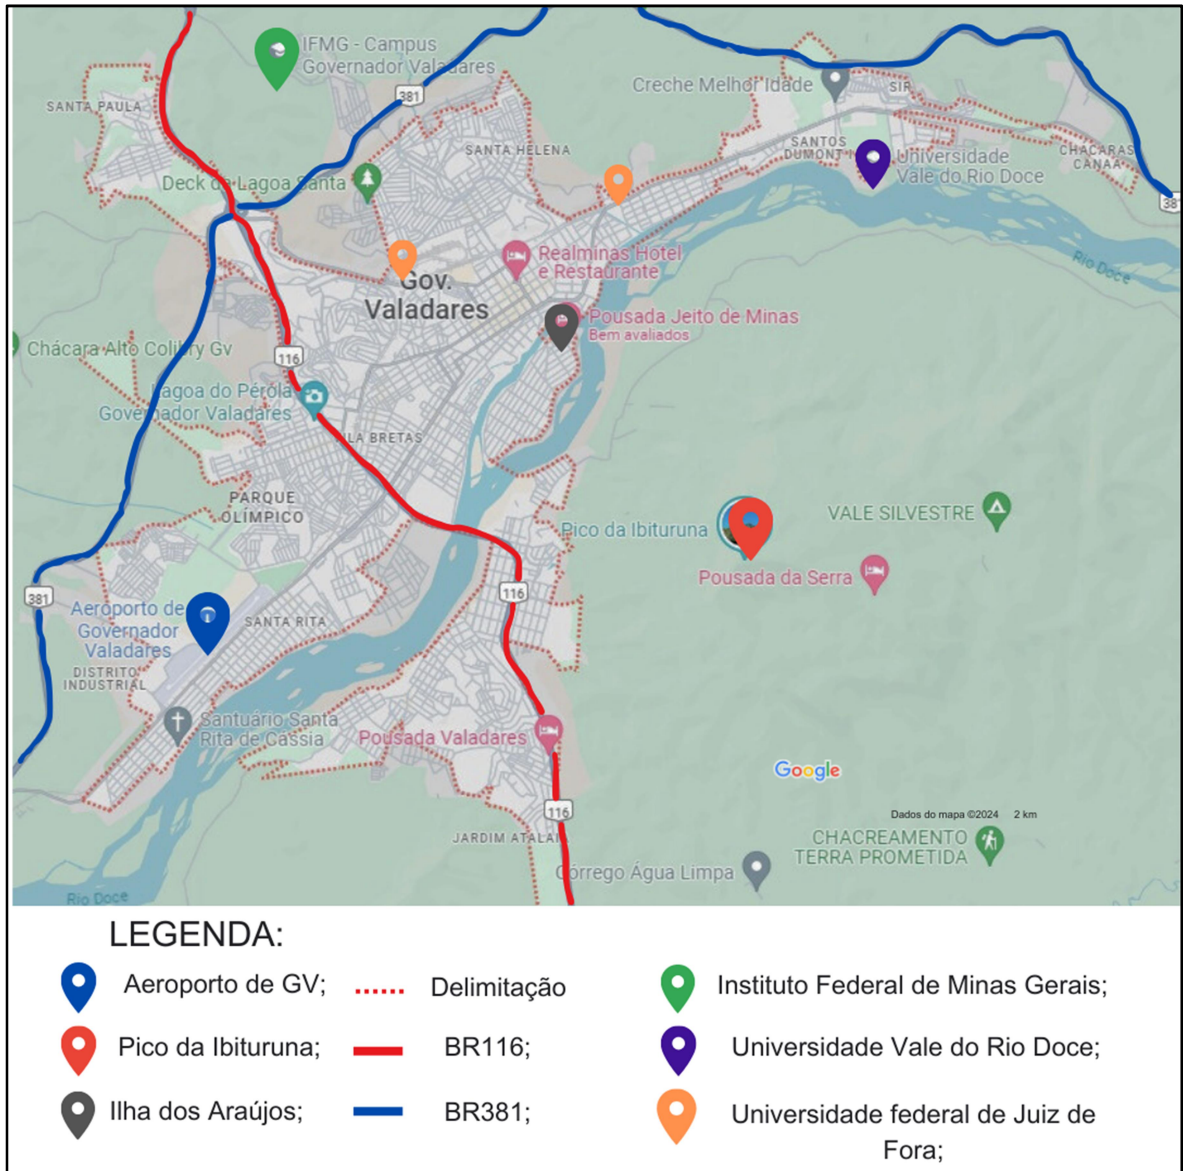 IFMG - Campus
Governador Valadares
381
Creche Melhor Idade
SIR
SANTA PAULA
SANTA HELENA
SANTOS
DUMONT I
CHÁCARAS
CANAÃ
Universidade
Vale do Rio Doce
Deck da Lagoa Santa
38
Realminas Hotel
e Restaurante
Rio Doce
Gov.
Valadares
Pousada Jeito de Minas
Bem avaliados
Chácara Alto Colibry Gv
116
Lagoa do Pérola
Governador Valadares
ILA BRETAS
PARQUE
OLÍMPICO
Pico da Ibituruna
VALE SILVESTRE
Pousada da Serra
381
116
Aeroporto de
Governador
Valadares
SANTA RITA
DISTRITO
INDUSTRIAL
Santuário Santa
Rita de Cássia
Pousada Valadares
Google
116
Dados do mapa ©2024 2 km
JARDIM ATALAI
CHACREAMENTO
TERRA PROMETIDA
Córrego Água Limpa
Rio Doce
LEGENDA:
Aeroporto de GV;
Delimitação
Instituto Federal de Minas Gerais;
Pico da Ibituruna;
BR116;
Universidade Vale do Rio Doce;
Ilha dos Araújos;
BR381;
Universidade federal de Juiz de
Fora;